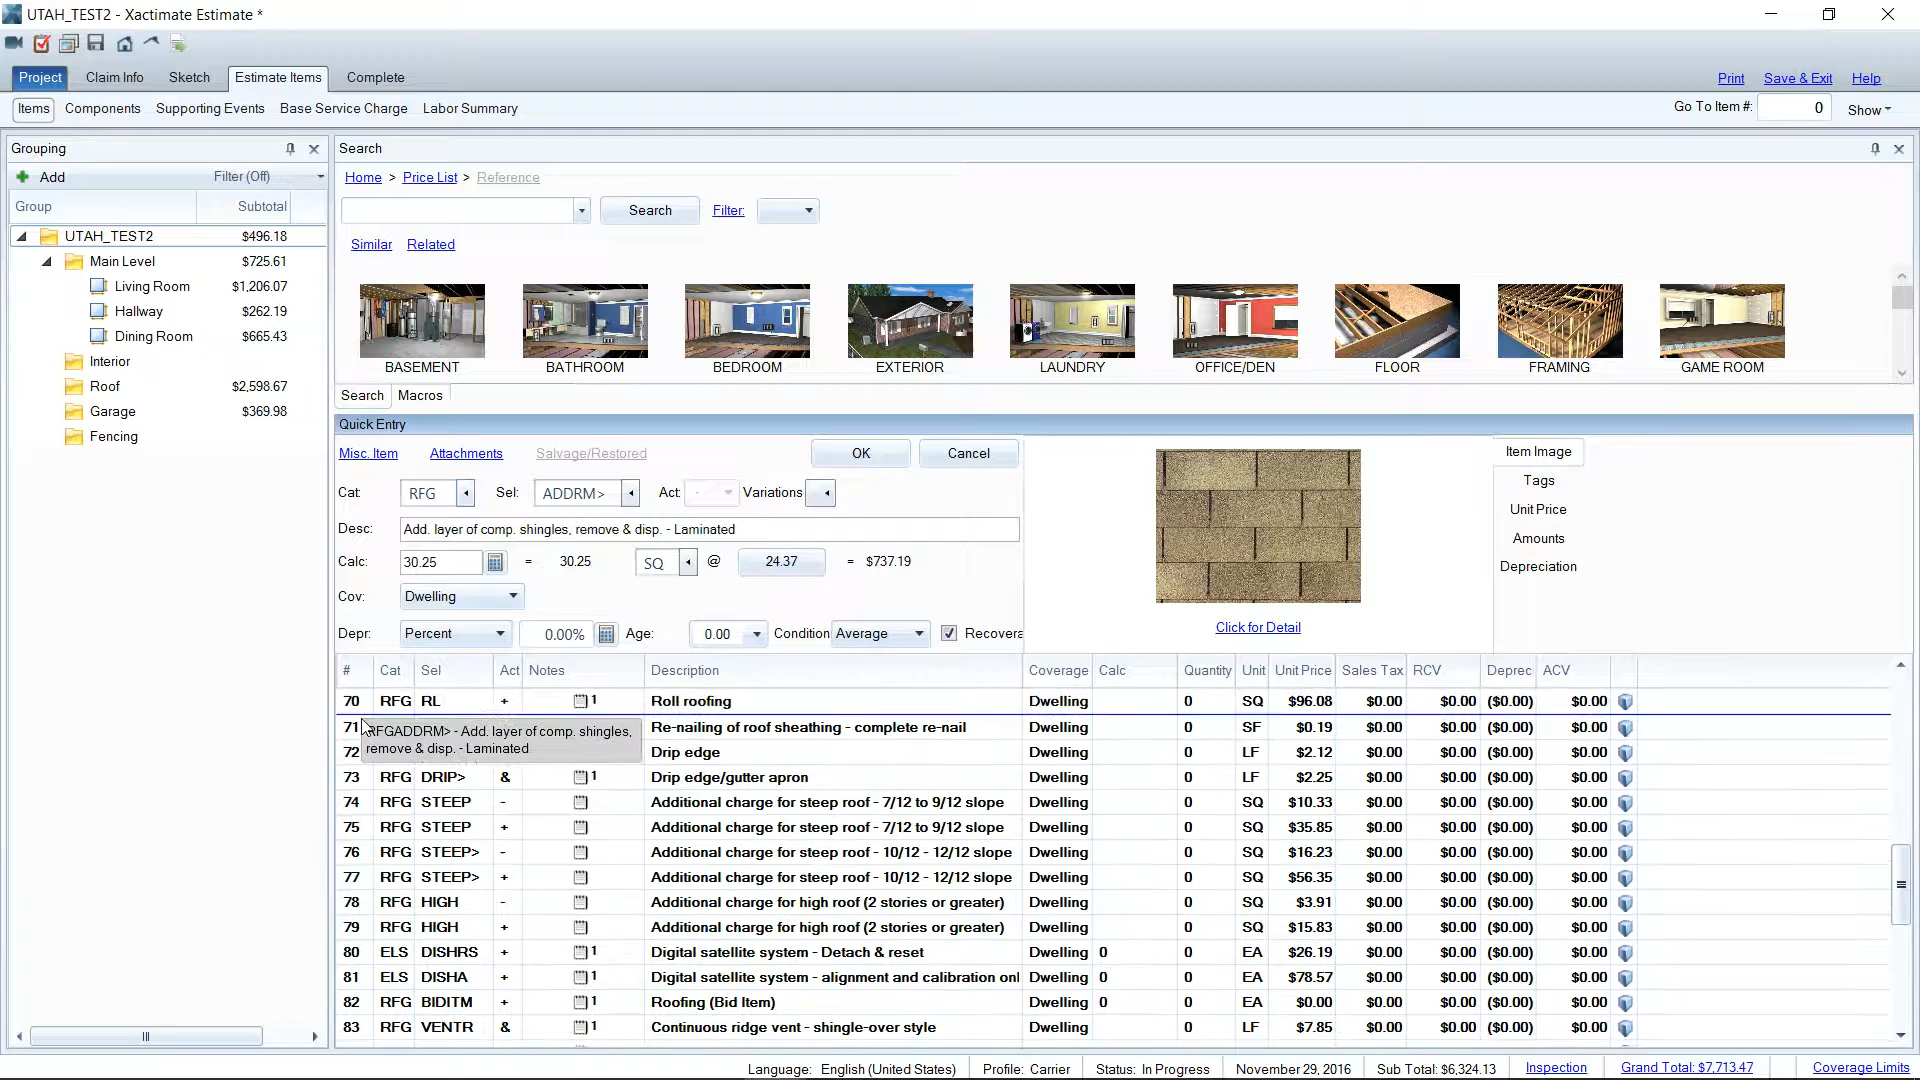 UTAH_TEST2 - Xactimate Estimate *
Project Claim Info Sketch Estimate Items Complete Print Save & Exit Help
Items Components Supporting Events Base Service Charge Labor Summary Go To Item #: 0 Show
Grouping
Add Filter (Off)
Group Subtotal
UTAH_TEST2 $496.18
Main Level $725.61
Living Room $1,206.07
Hallway $262.19
Dining Room $665.43
Interior
Roof $2,598.67
Garage $369.98
Fencing
Search
Home > Price List > Reference
Search Filter:
Similar Related
BASEMENT BATHROOM BEDROOM EXTERIOR LAUNDRY OFFICE/DEN FLOOR FRAMING GAME ROOM
Search Macros
Quick Entry
Misc. Item Attachments Salvage/Restored OK Cancel
Cat: RFG Sel: ADDRM> Act: - Variations
Desc: Add. layer of comp. shingles, remove & disp. - Laminated
Calc: 30.25 = 30.25 SQ @ 24.37 = $737.19
Cov: Dwelling
Depr: Percent 0.00% Age: 0.00 Condition Average Recovera
Click for Detail
Item Image
Tags
Unit Price
Amounts
Depreciation
# Cat Sel Act Notes Description Coverage Calc Quantity Unit Unit Price Sales Tax RCV Deprec ACV
70 RFG RL + 1 Roll roofing Dwelling 0 SQ $96.08 $0.00 $0.00 ($0.00) $0.00
71 Re-nailing of roof sheathing - complete re-nail Dwelling 0 SF $0.19 $0.00 $0.00 ($0.00) $0.00
RFGADDRM> - Add. layer of comp. shingles,
remove & disp. - Laminated
72 Drip edge Dwelling 0 LF $2.12 $0.00 $0.00 ($0.00) $0.00
73 RFG DRIP> & 1 Drip edge/gutter apron Dwelling 0 LF $2.25 $0.00 $0.00 ($0.00) $0.00
74 RFG STEEP - Additional charge for steep roof - 7/12 to 9/12 slope Dwelling 0 SQ $10.33 $0.00 $0.00 ($0.00) $0.00
75 RFG STEEP + Additional charge for steep roof - 7/12 to 9/12 slope Dwelling 0 SQ $35.85 $0.00 $0.00 ($0.00) $0.00
76 RFG STEEP> - Additional charge for steep roof - 10/12 - 12/12 slope Dwelling 0 SQ $16.23 $0.00 $0.00 ($0.00) $0.00
77 RFG STEEP> + Additional charge for steep roof - 10/12 - 12/12 slope Dwelling 0 SQ $56.35 $0.00 $0.00 ($0.00) $0.00
78 RFG HIGH - Additional charge for high roof (2 stories or greater) Dwelling 0 SQ $3.91 $0.00 $0.00 ($0.00) $0.00
79 RFG HIGH + Additional charge for high roof (2 stories or greater) Dwelling 0 SQ $15.83 $0.00 $0.00 ($0.00) $0.00
80 ELS DISHRS + 1 Digital satellite system - Detach & reset Dwelling 0 0 EA $26.19 $0.00 $0.00 ($0.00) $0.00
81 ELS DISHA + 1 Digital satellite system - alignment and calibration onl Dwelling 0 0 EA $78.57 $0.00 $0.00 ($0.00) $0.00
82 RFG BIDITM + 1 Roofing (Bid Item) Dwelling 0 0 EA $0.00 $0.00 $0.00 ($0.00) $0.00
83 RFG VENTR & 1 Continuous ridge vent - shingle-over style Dwelling 0 LF $7.85 $0.00 $0.00 ($0.00) $0.00
Language: English (United States) Profile: Carrier Status: In Progress November 29, 2016 Sub Total: $6,324.13 Inspection Grand Total: $7,713.47 Coverage Limits